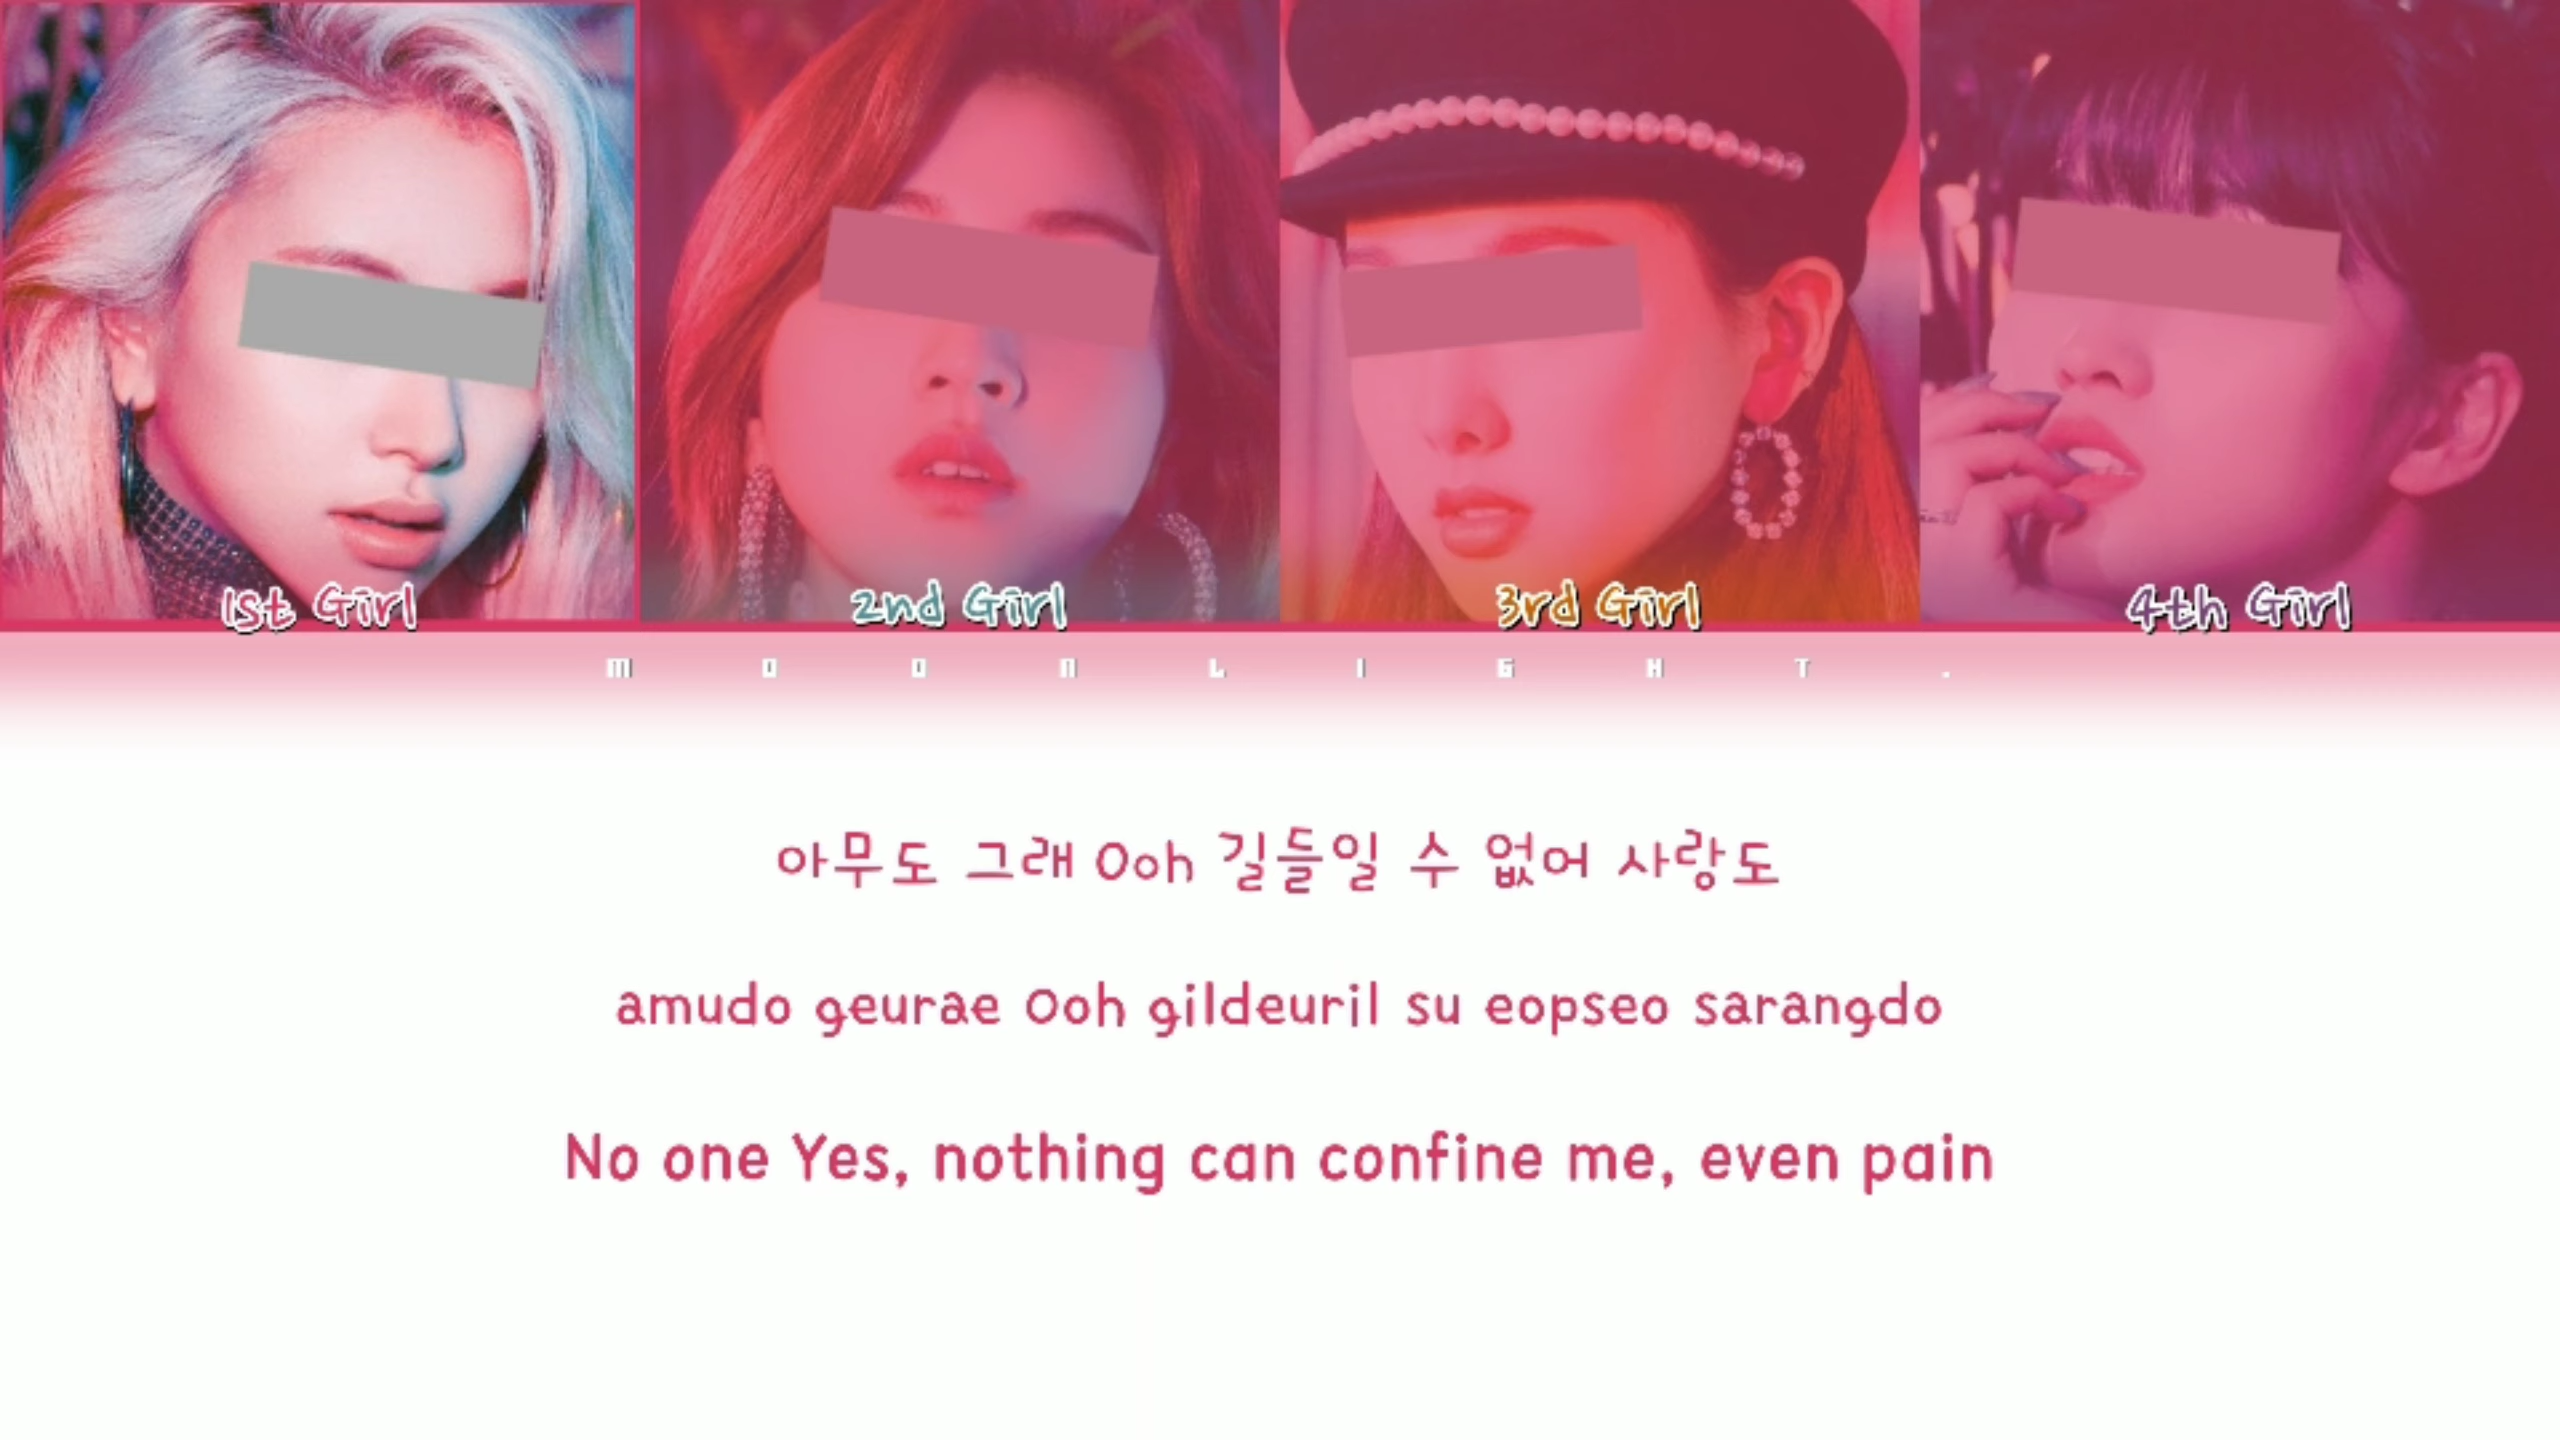 1st Girl
2nd Girl
3rd Girl
4th Girl
MOONLIGHT.
아무도 그래 Ooh 길들일 수 없어 사랑도
amudo geurae Ooh gildeuril su eopseo sarangdo
No one Yes, nothing can confine me, even pain